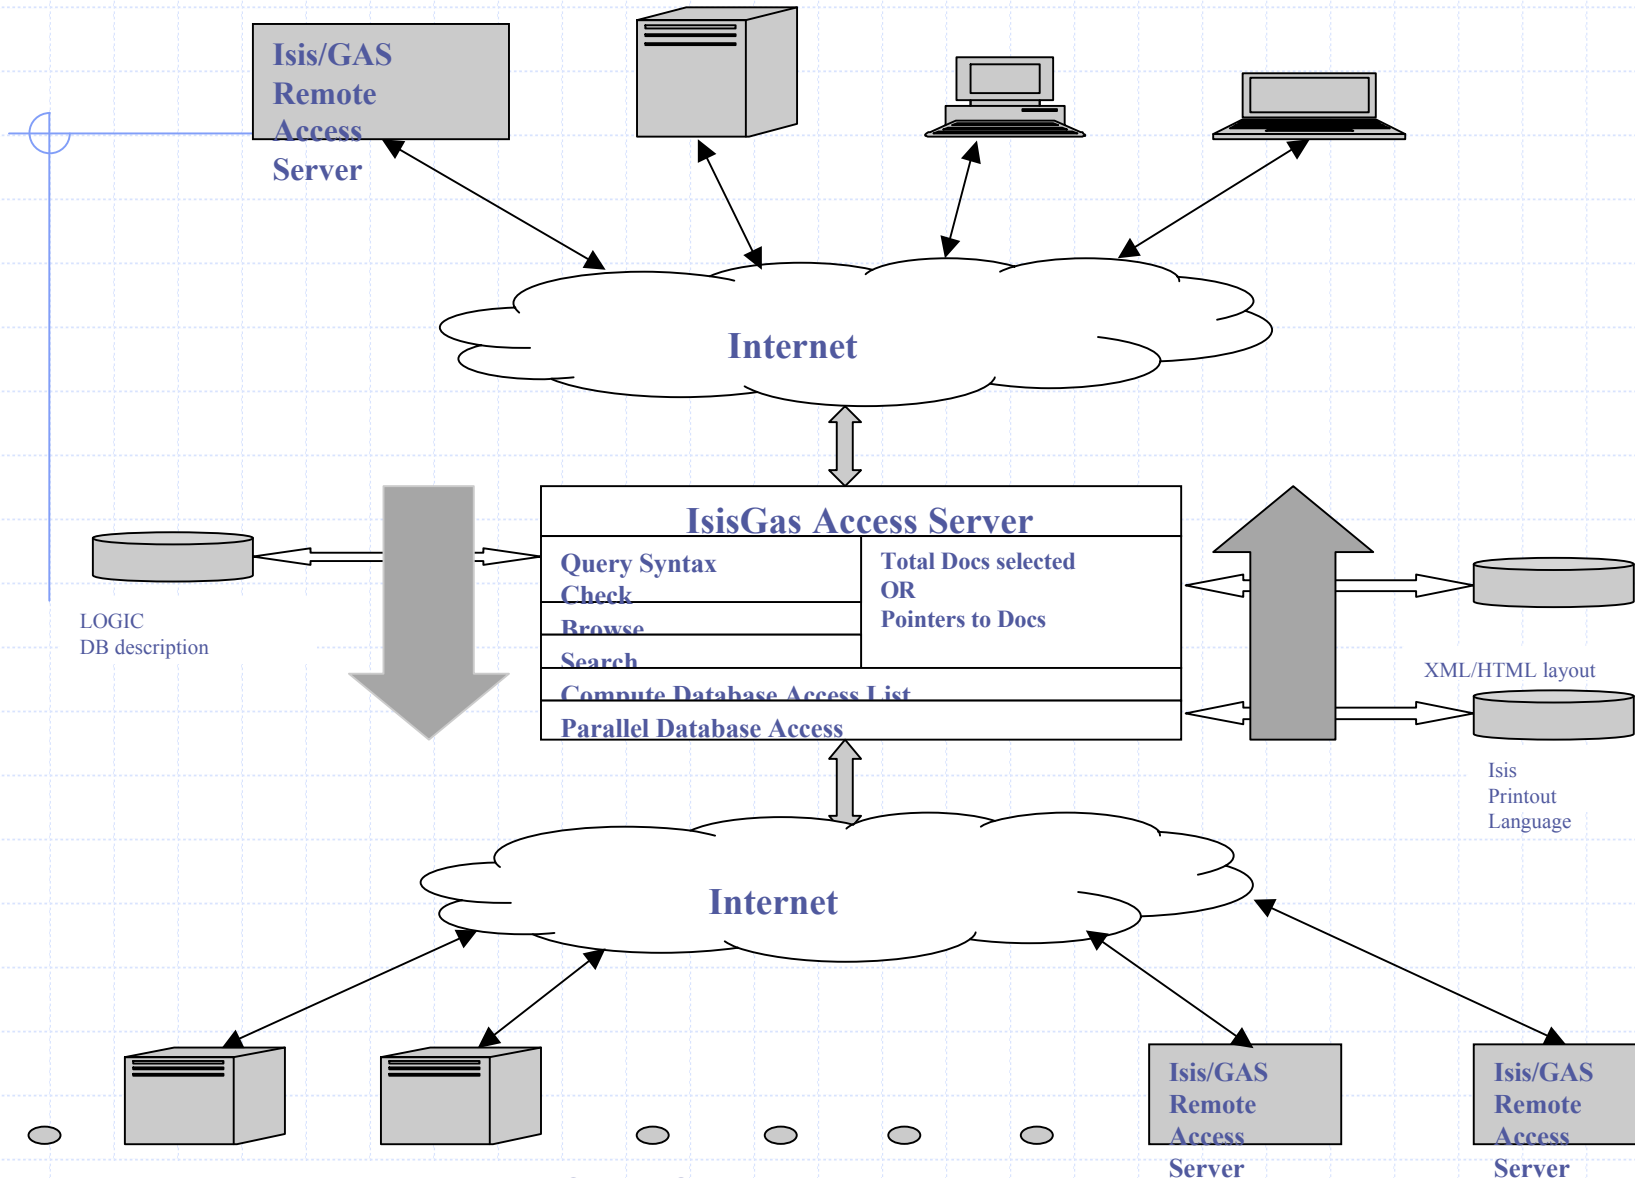 Isis/GAS
Remote
Access
Server
Internet
IsisGas Access Server
Query Syntax
Check
Browse
Search
Total Docs selected
OR
Pointers to Docs
Compute Database Access List
Parallel Database Access
LOGIC
DB description
XML/HTML layout
Isis
Printout
Language
Internet
Isis/GAS
Remote
Access
Server
Isis/GAS
Remote
Access
Server